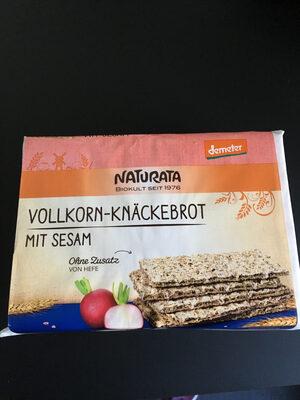 demeter
NATURATA
BIOKULT SEIT 1976
VOLLKORN-KNÄCKEBROT
MIT SESAM
Ohne Zusatz
VON HEFE